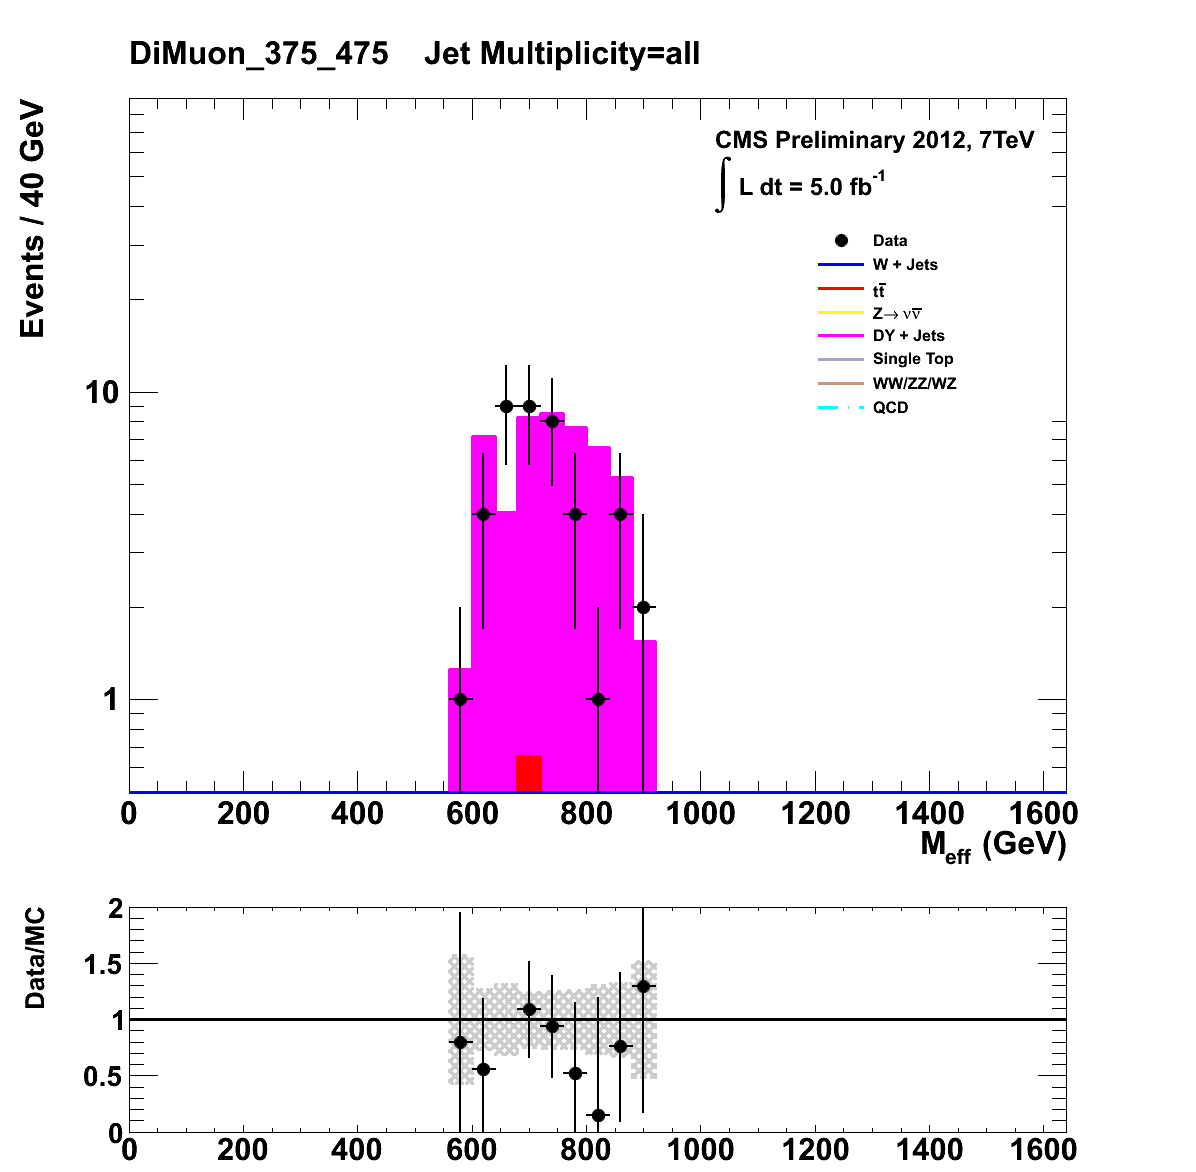 DiMuon_375_475 Jet Multiplicity=all
Events / 40 GeV
CMS Preliminary 2012, 7TeV
∫ L dt = 5.0 fb⁻¹
Data
W + Jets
tt̅
Z→ νν̅
DY + Jets
Single Top
WW/ZZ/WZ
QCD
10
1
0 200 400 600 800 1000 1200 1400 1600
M_eff (GeV)
Data/MC
2
1.5
1
0.5
0
0 200 400 600 800 1000 1200 1400 1600